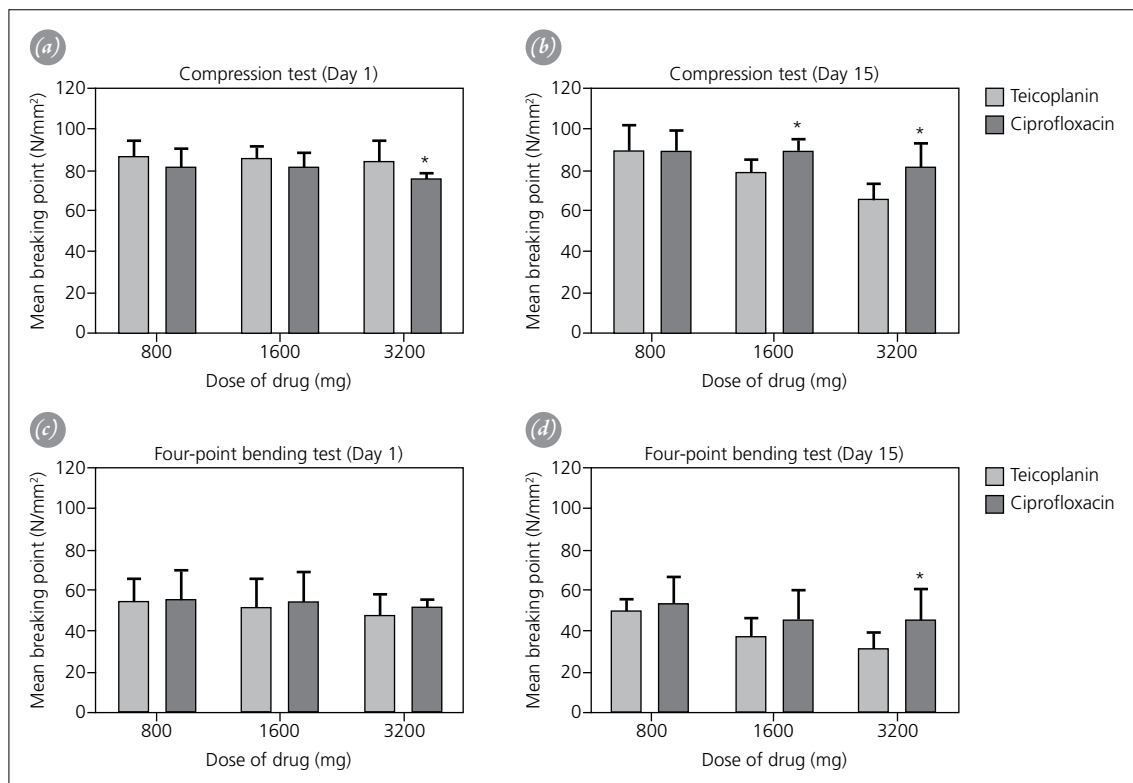 (a)
Compression test (Day 1)
Mean breaking point (N/mm²)
120
100
80
60
40
20
0
*
800 1600 3200
Dose of drug (mg)
(b)
Compression test (Day 15)
Mean breaking point (N/mm²)
120
100
80
60
40
20
0
* *
800 1600 3200
Dose of drug (mg)
Teicoplanin
Ciprofloxacin
(c)
Four-point bending test (Day 1)
Mean breaking point (N/mm²)
120
100
80
60
40
20
0
800 1600 3200
Dose of drug (mg)
(d)
Four-point bending test (Day 15)
Mean breaking point (N/mm²)
120
100
80
60
40
20
0
*
800 1600 3200
Dose of drug (mg)
Teicoplanin
Ciprofloxacin